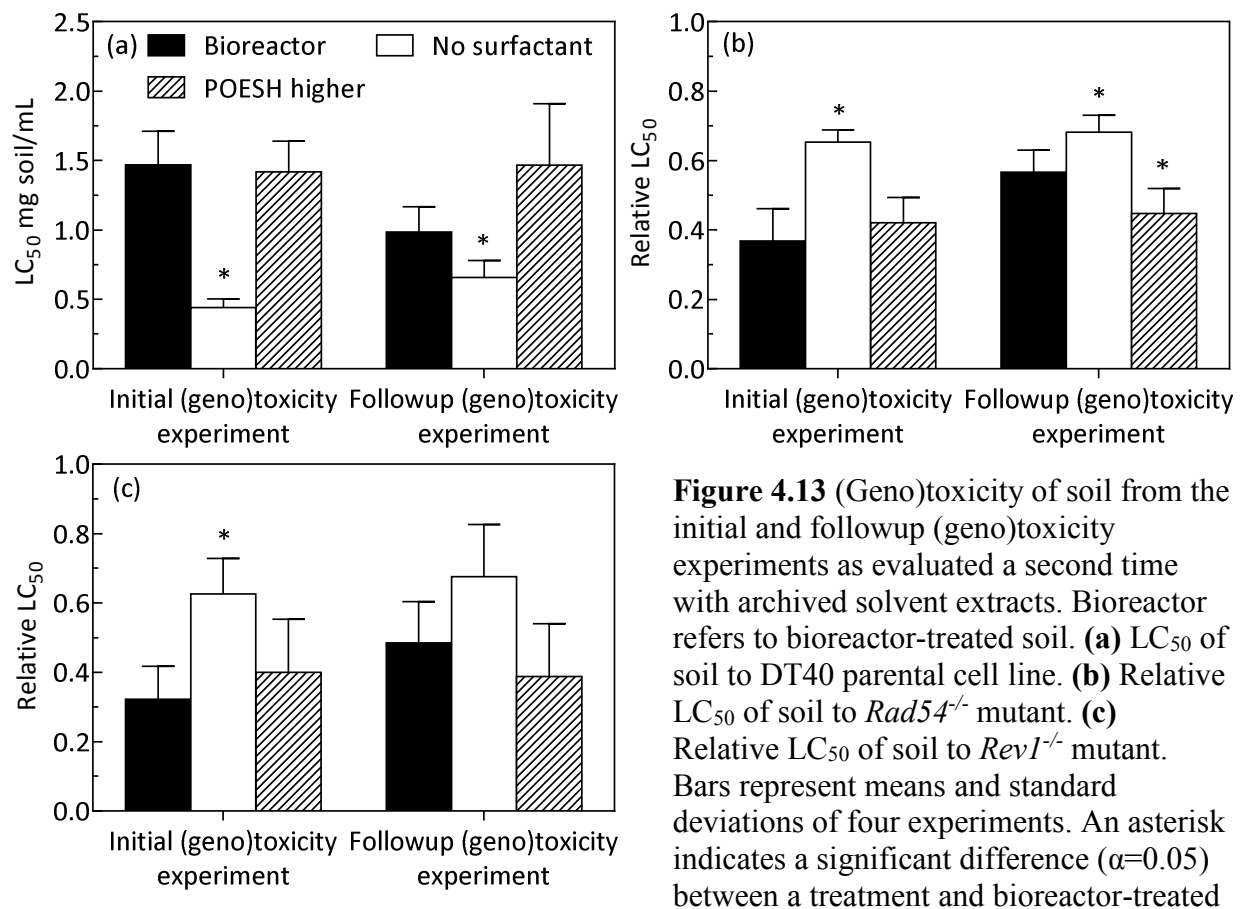 (a)
Bioreactor
No surfactant
POESH higher
2.5
2.0
1.5
1.0
0.5
0.0
LC50 mg soil/mL
*
*
Initial (geno)toxicity
experiment
Followup (geno)toxicity
experiment
(b)
1.0
0.8
0.6
0.4
0.2
0.0
Relative LC50
*
*
*
Initial (geno)toxicity
experiment
Followup (geno)toxicity
experiment
(c)
1.0
0.8
0.6
0.4
0.2
0.0
Relative LC50
*
Initial (geno)toxicity
experiment
Followup (geno)toxicity
experiment
Figure 4.13 (Geno)toxicity of soil from the
initial and followup (geno)toxicity
experiments as evaluated a second time
with archived solvent extracts. Bioreactor
refers to bioreactor-treated soil. (a) LC50 of
soil to DT40 parental cell line. (b) Relative
LC50 of soil to Rad54-/- mutant. (c)
Relative LC50 of soil to Rev1-/- mutant.
Bars represent means and standard
deviations of four experiments. An asterisk
indicates a significant difference (α=0.05)
between a treatment and bioreactor-treated